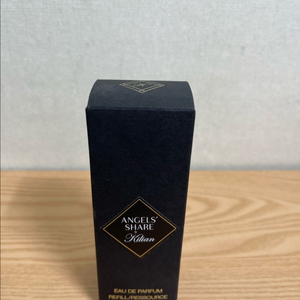 ANGELS'
SHARE
Kilian
EAU DE PARFUM
REFILL/RESSOURCE